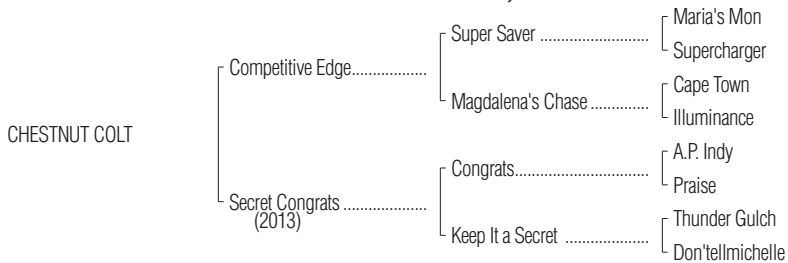 Maria's Mon
Super Saver ..........................
Supercharger
Competitive Edge..................
Cape Town
Magdalena's Chase ..............
Illuminance
CHESTNUT COLT
A.P. Indy
Congrats................................
Praise
Secret Congrats ....................
(2013)
Thunder Gulch
Keep It a Secret ....................
Don'tellmichelle